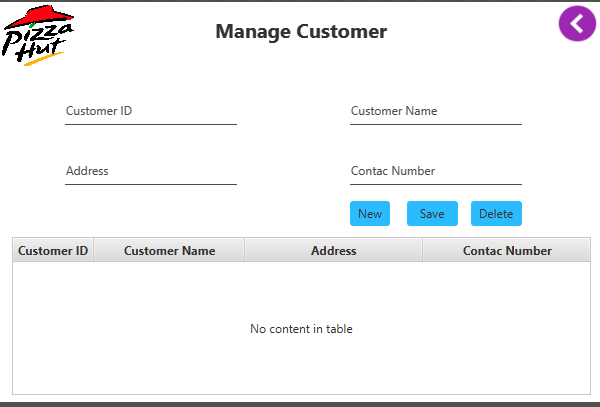 Pizza
Hut
Manage Customer
Customer ID
Customer Name
Address
Contac Number
New
Save
Delete
Customer ID
Customer Name
Address
Contac Number
No content in table